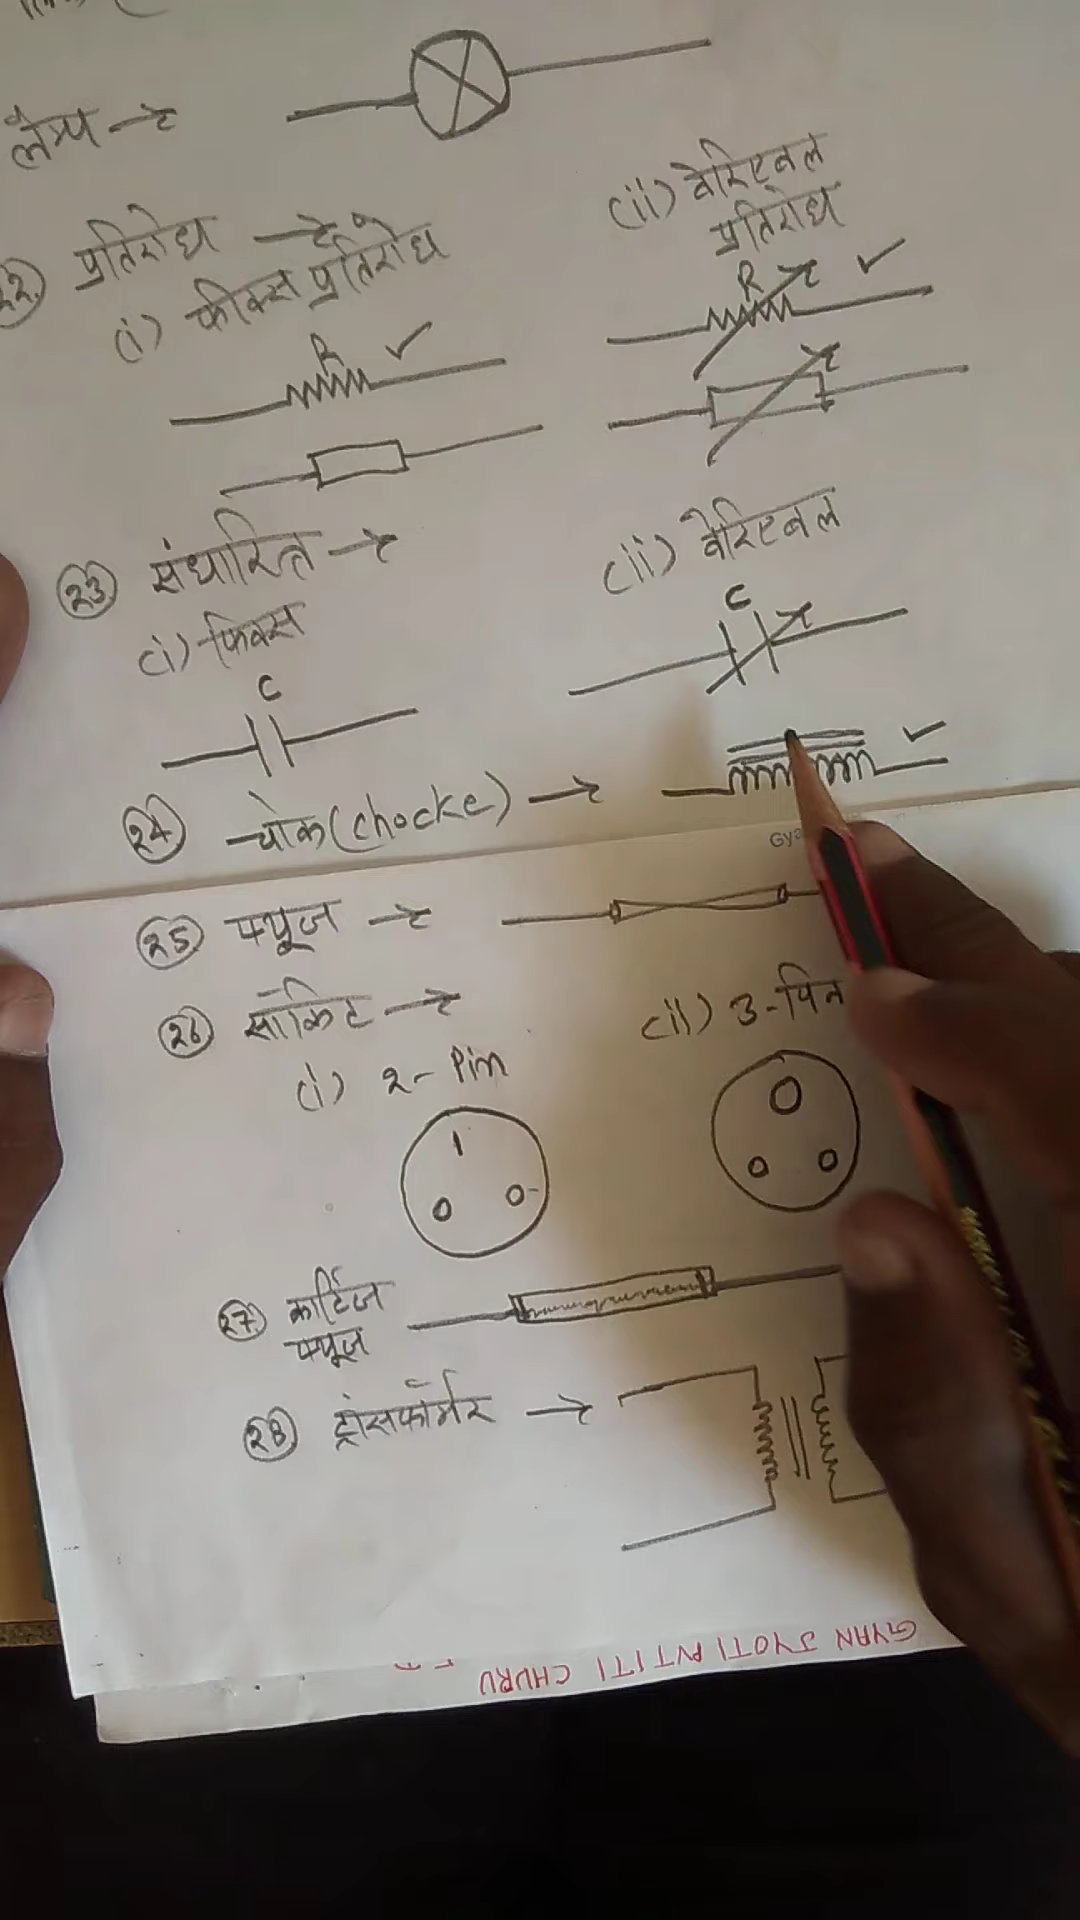 लैम्प →
22) प्रतिरोध →
(i) फीक्स प्रतिरोध
R
(ii) वेरिएबल
प्रतिरोध
R
23) संधारित्र →
(i) फिक्स
C
(ii) वेरिएबल
C
24) चोक (chocke) →
Gya
25) फ्यूज →
26) सॉकिट →
(i) 2- Pin
(ii) 3-पिन
27) कार्टिज
फ्यूज
28) ट्रांसफॉर्मर →
GYAN JYOTI PVT ITI CHURU